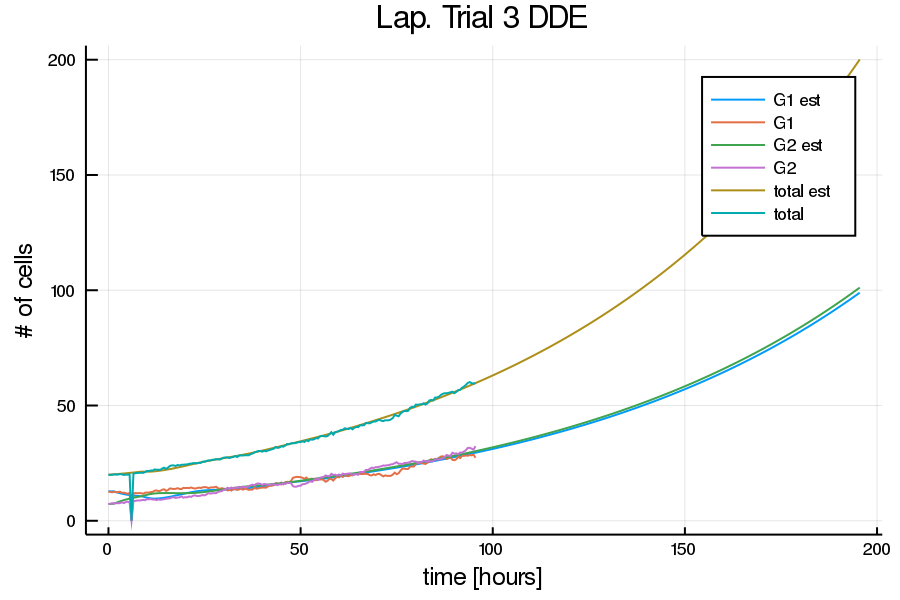 Lap. Trial 3 DDE
200
150
100
50
0
# of cells
G1 est
G1
G2 est
G2
total est
total
0
50
100
150
200
time [hours]